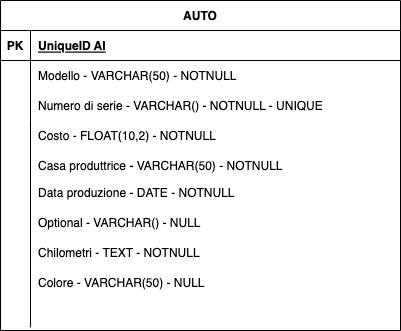 AUTO
PK UniqueID AI
Modello - VARCHAR(50) - NOTNULL
Numero di serie - VARCHAR() - NOTNULL - UNIQUE
Costo - FLOAT(10,2) - NOTNULL
Casa produttrice - VARCHAR(50) - NOTNULL
Data produzione - DATE - NOTNULL
Optional - VARCHAR() - NULL
Chilometri - TEXT - NOTNULL
Colore - VARCHAR(50) - NULL